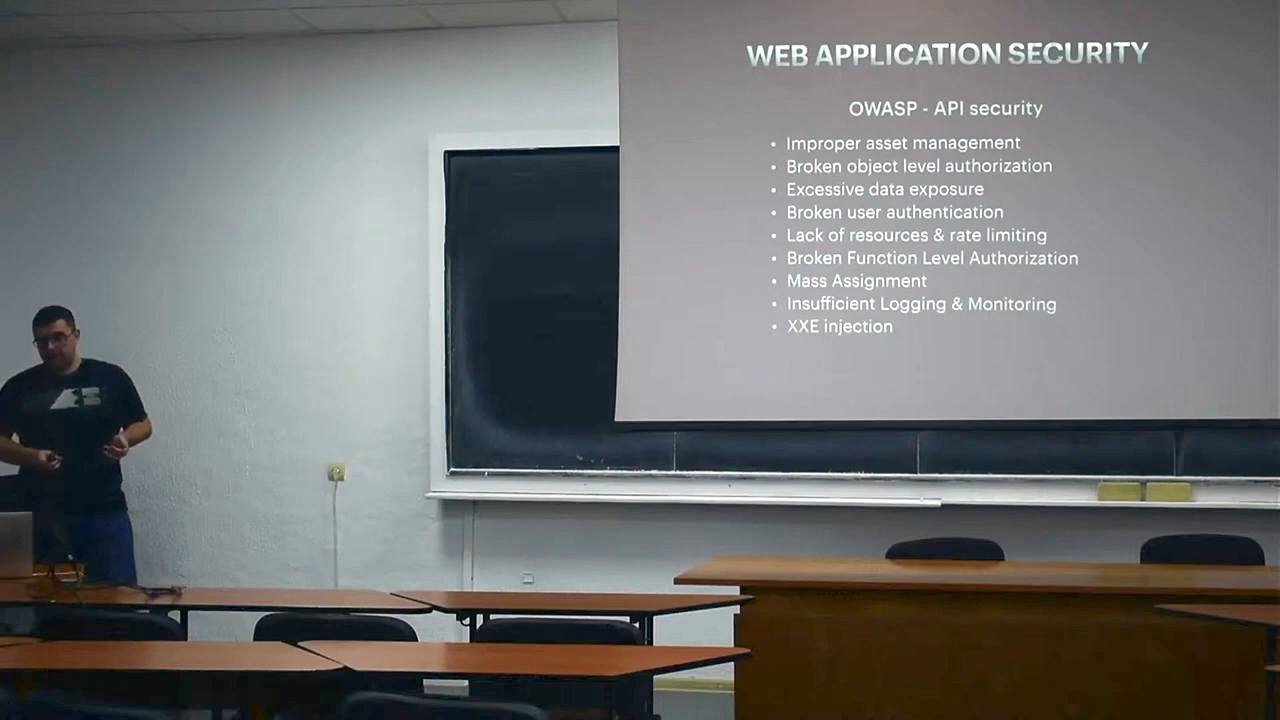 WEB APPLICATION SECURITY
OWASP - API security
• Improper asset management
• Broken object level authorization
• Excessive data exposure
• Broken user authentication
• Lack of resources & rate limiting
• Broken Function Level Authorization
• Mass Assignment
• Insufficient Logging & Monitoring
• XXE injection